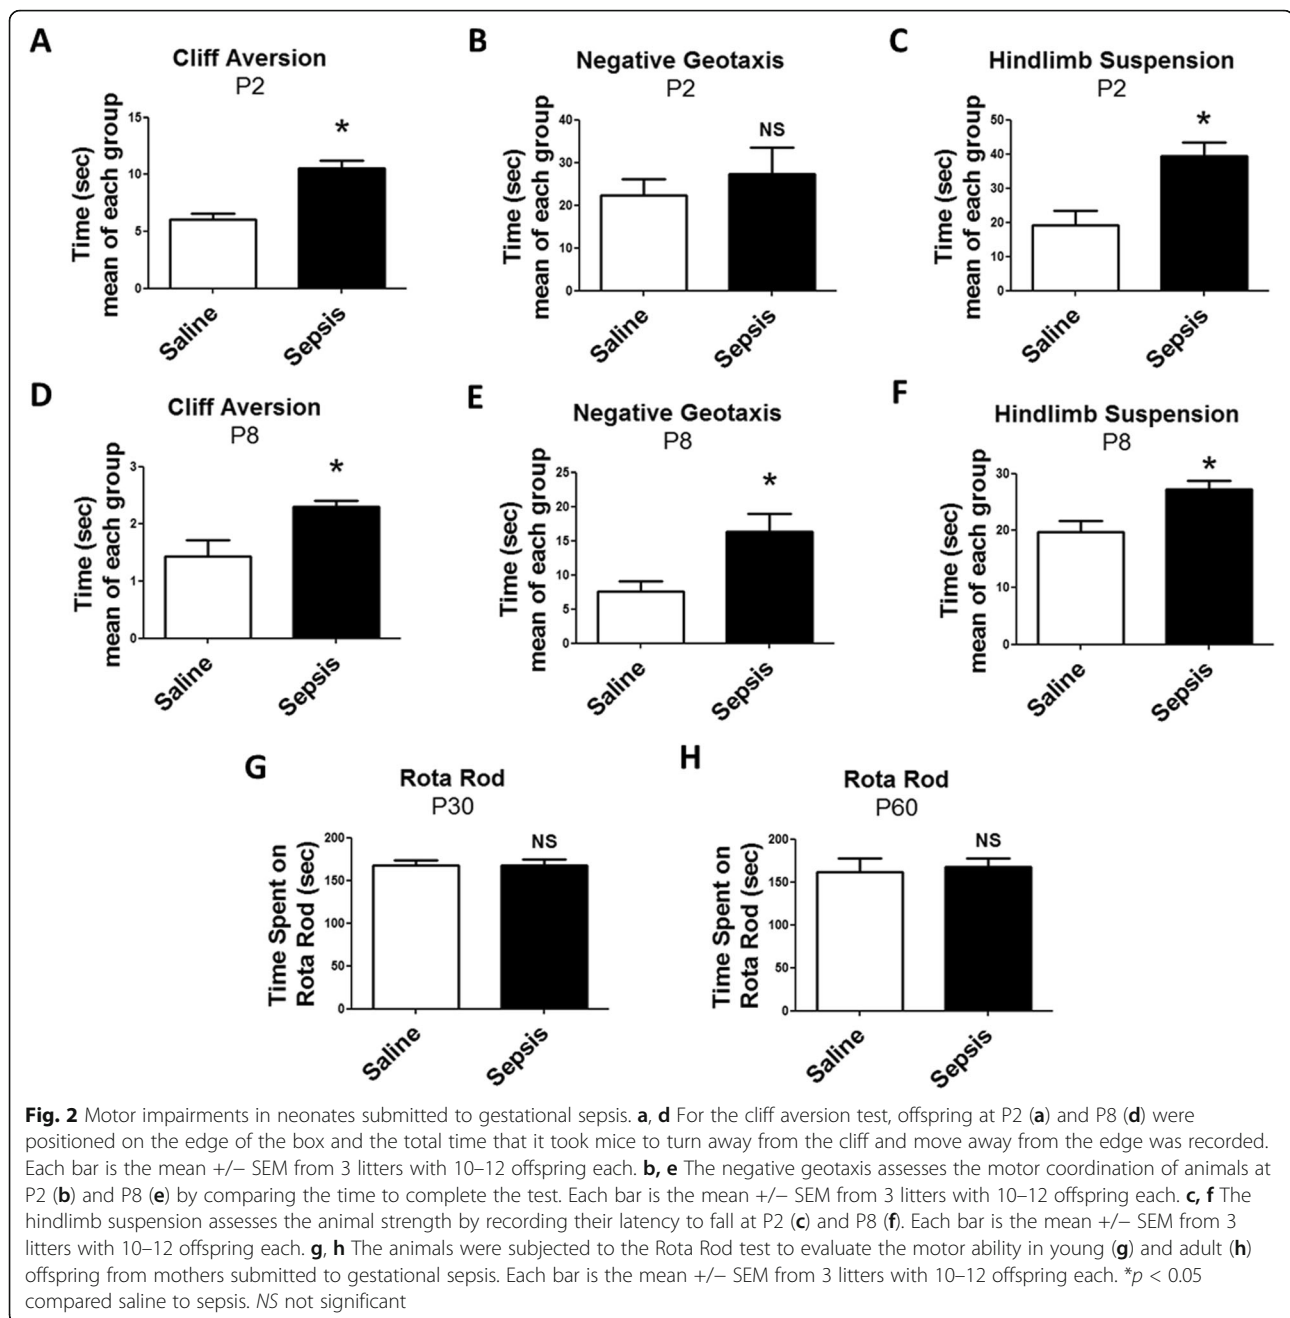 A
Cliff Aversion
P2
Time (sec)
mean of each group
15
10
5
0
*
Saline
Sepsis
B
Negative Geotaxis
P2
Time (sec)
mean of each group
40
30
20
10
0
NS
Saline
Sepsis
C
Hindlimb Suspension
P2
Time (sec)
mean of each group
50
40
30
20
10
0
*
Saline
Sepsis
D
Cliff Aversion
P8
Time (sec)
mean of each group
3
2
1
0
*
Saline
Sepsis
E
Negative Geotaxis
P8
Time (sec)
mean of each group
25
20
15
10
5
0
*
Saline
Sepsis
F
Hindlimb Suspension
P8
Time (sec)
mean of each group
30
20
10
0
*
Saline
Sepsis
G
Rota Rod
P30
Time Spent on
Rota Rod (sec)
200
150
100
50
0
NS
Saline
Sepsis
H
Rota Rod
P60
Time Spent on
Rota Rod (sec)
200
150
100
50
0
NS
Saline
Sepsis
Fig. 2 Motor impairments in neonates submitted to gestational sepsis. a, d For the cliff aversion test, offspring at P2 (a) and P8 (d) were
positioned on the edge of the box and the total time that it took mice to turn away from the cliff and move away from the edge was recorded.
Each bar is the mean +/− SEM from 3 litters with 10–12 offspring each. b, e The negative geotaxis assesses the motor coordination of animals at
P2 (b) and P8 (e) by comparing the time to complete the test. Each bar is the mean +/− SEM from 3 litters with 10–12 offspring each. c, f The
hindlimb suspension assesses the animal strength by recording their latency to fall at P2 (c) and P8 (f). Each bar is the mean +/− SEM from 3
litters with 10–12 offspring each. g, h The animals were subjected to the Rota Rod test to evaluate the motor ability in young (g) and adult (h)
offspring from mothers submitted to gestational sepsis. Each bar is the mean +/− SEM from 3 litters with 10–12 offspring each. *p < 0.05
compared saline to sepsis. NS not significant